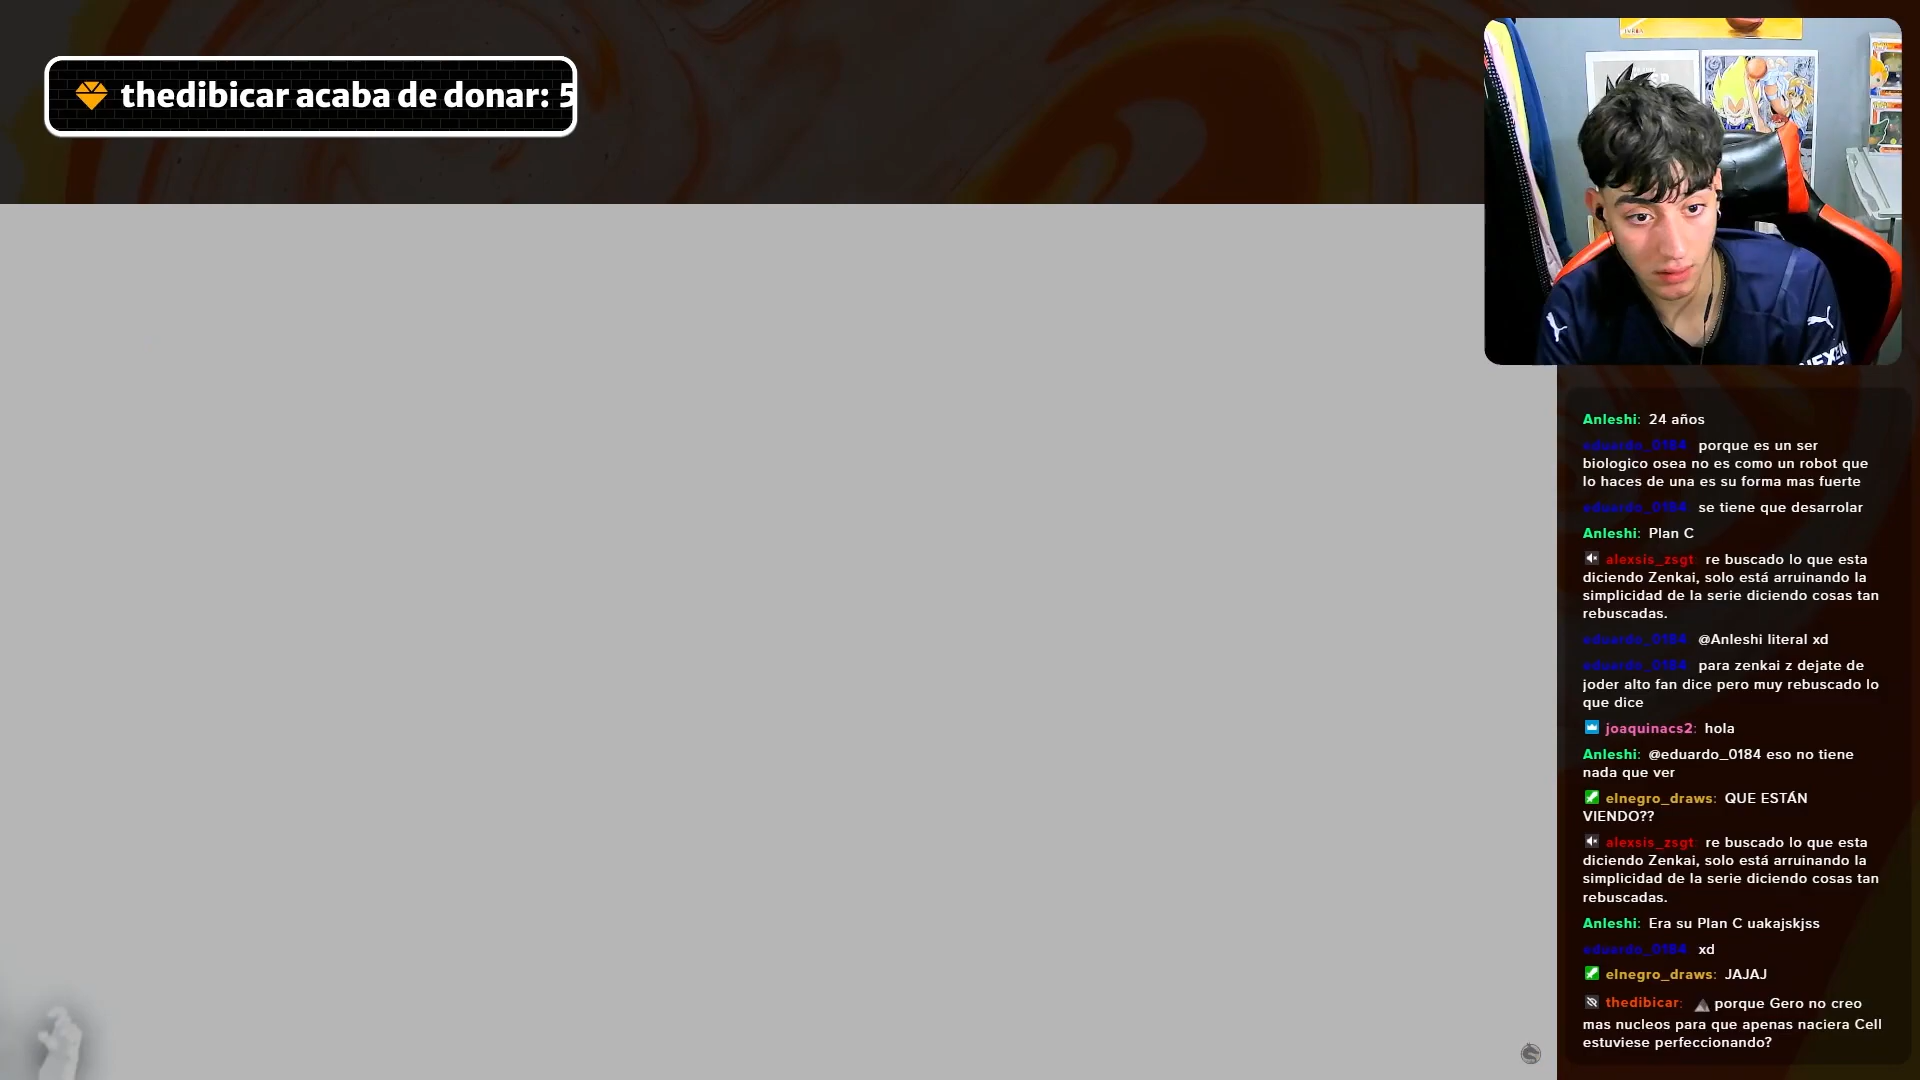 thedibicar acaba de donar: 5
Anleshi: 24 años
eduardo_0184 porque es un ser
biologico osea no es como un robot que
lo haces de una es su forma mas fuerte
eduardo_0184 se tiene que desarrolar
Anleshi: Plan C
alexsis_zsgt: re buscado lo que esta
diciendo Zenkai, solo está arruinando la
simplicidad de la serie diciendo cosas tan
rebuscadas.
eduardo_0184 @Anleshi literal xd
eduardo_0184 para zenkai z dejate de
joder alto fan dice pero muy rebuscado lo
que dice
joaquinacs2: hola
Anleshi: @eduardo_0184 eso no tiene
nada que ver
elnegro_draws: QUE ESTÁN
VIENDO??
alexsis_zsgt: re buscado lo que esta
diciendo Zenkai, solo está arruinando la
simplicidad de la serie diciendo cosas tan
rebuscadas.
Anleshi: Era su Plan C uakajskjss
eduardo_0184 xd
elnegro_draws: JAJAJ
thedibicar: porque Gero no creo
mas nucleos para que apenas naciera Cell
estuviese perfeccionando?